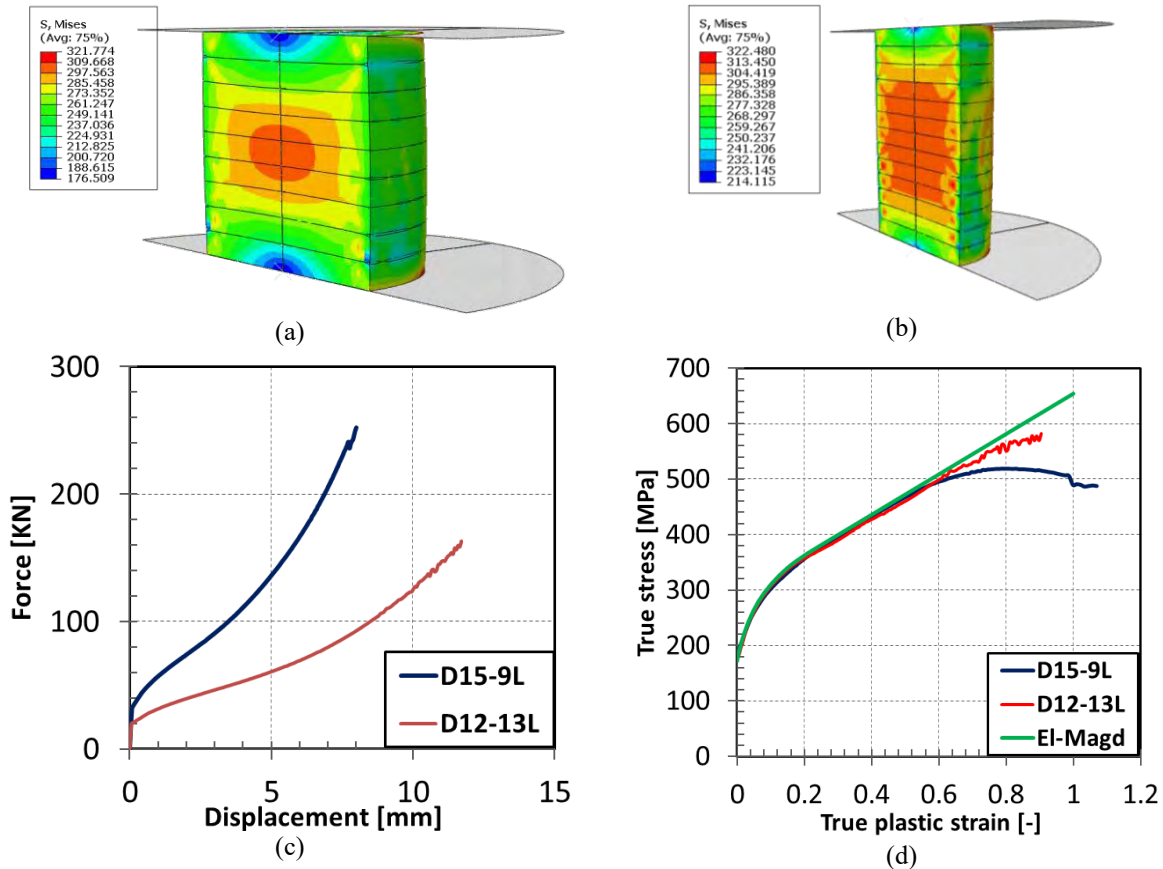 S, Mises
(Avg: 75%)
321.774
309.668
297.563
285.458
273.352
261.247
249.141
237.036
224.931
212.825
200.720
188.615
176.509
(a)
S, Mises
(Avg: 75%)
322.480
313.450
304.419
295.389
286.358
277.328
268.297
259.267
250.237
241.206
232.176
223.145
214.115
(b)
300
200
100
0
Force [KN]
D15-9L
D12-13L
0 5 10 15
Displacement [mm]
(c)
700
600
500
400
300
200
100
0
True stress [MPa]
D15-9L
D12-13L
El-Magd
0 0.2 0.4 0.6 0.8 1 1.2
True plastic strain [-]
(d)